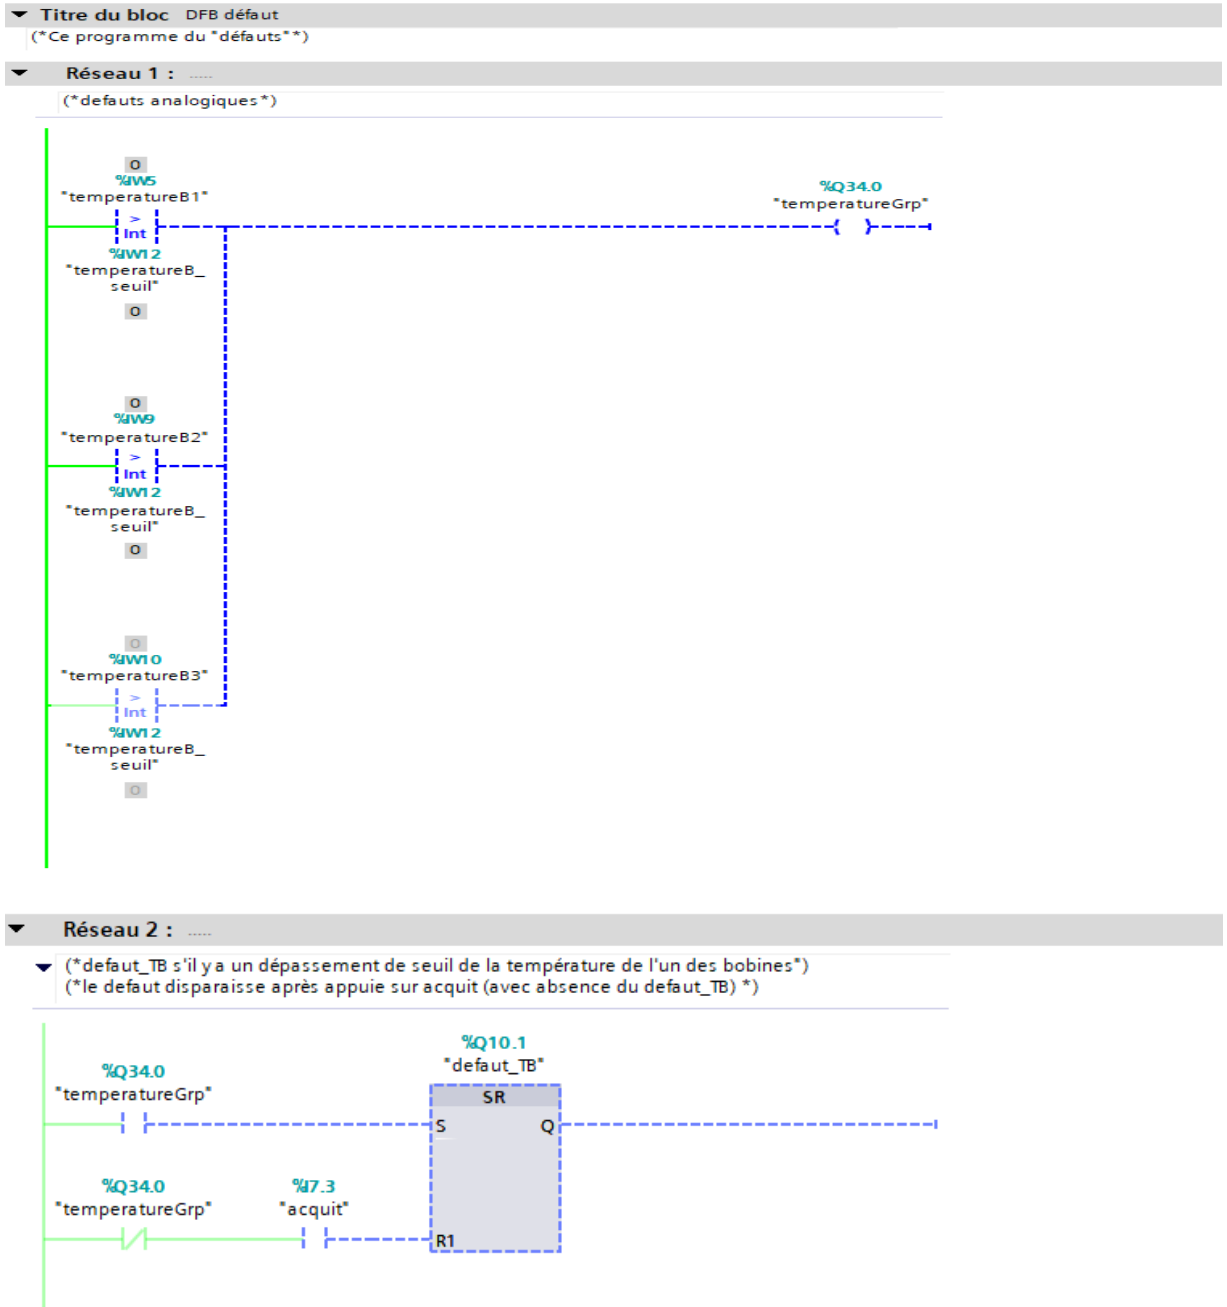 Titre du bloc DFB défaut
(*Ce programme du "défauts"*)
Réseau 1 : .....
(*defauts analogiques*)
0
%IW5
"temperatureB1"
>
Int
%IW12
"temperatureB_
seuil"
0
%Q34.0
"temperatureGrp"
0
%IW9
"temperatureB2"
>
Int
%IW12
"temperatureB_
seuil"
0
0
%IW10
"temperatureB3"
>
Int
%IW12
"temperatureB_
seuil"
0
Réseau 2 : .....
(*defaut_TB s'il y a un dépassement de seuil de la température de l'un des bobines*)
(*le defaut disparaisse après appuie sur acquit (avec absence du defaut_TB) *)
%Q10.1
"defaut_TB"
%Q34.0
"temperatureGrp"
SR
S Q
%Q34.0
"temperatureGrp"
%I7.3
"acquit"
R1